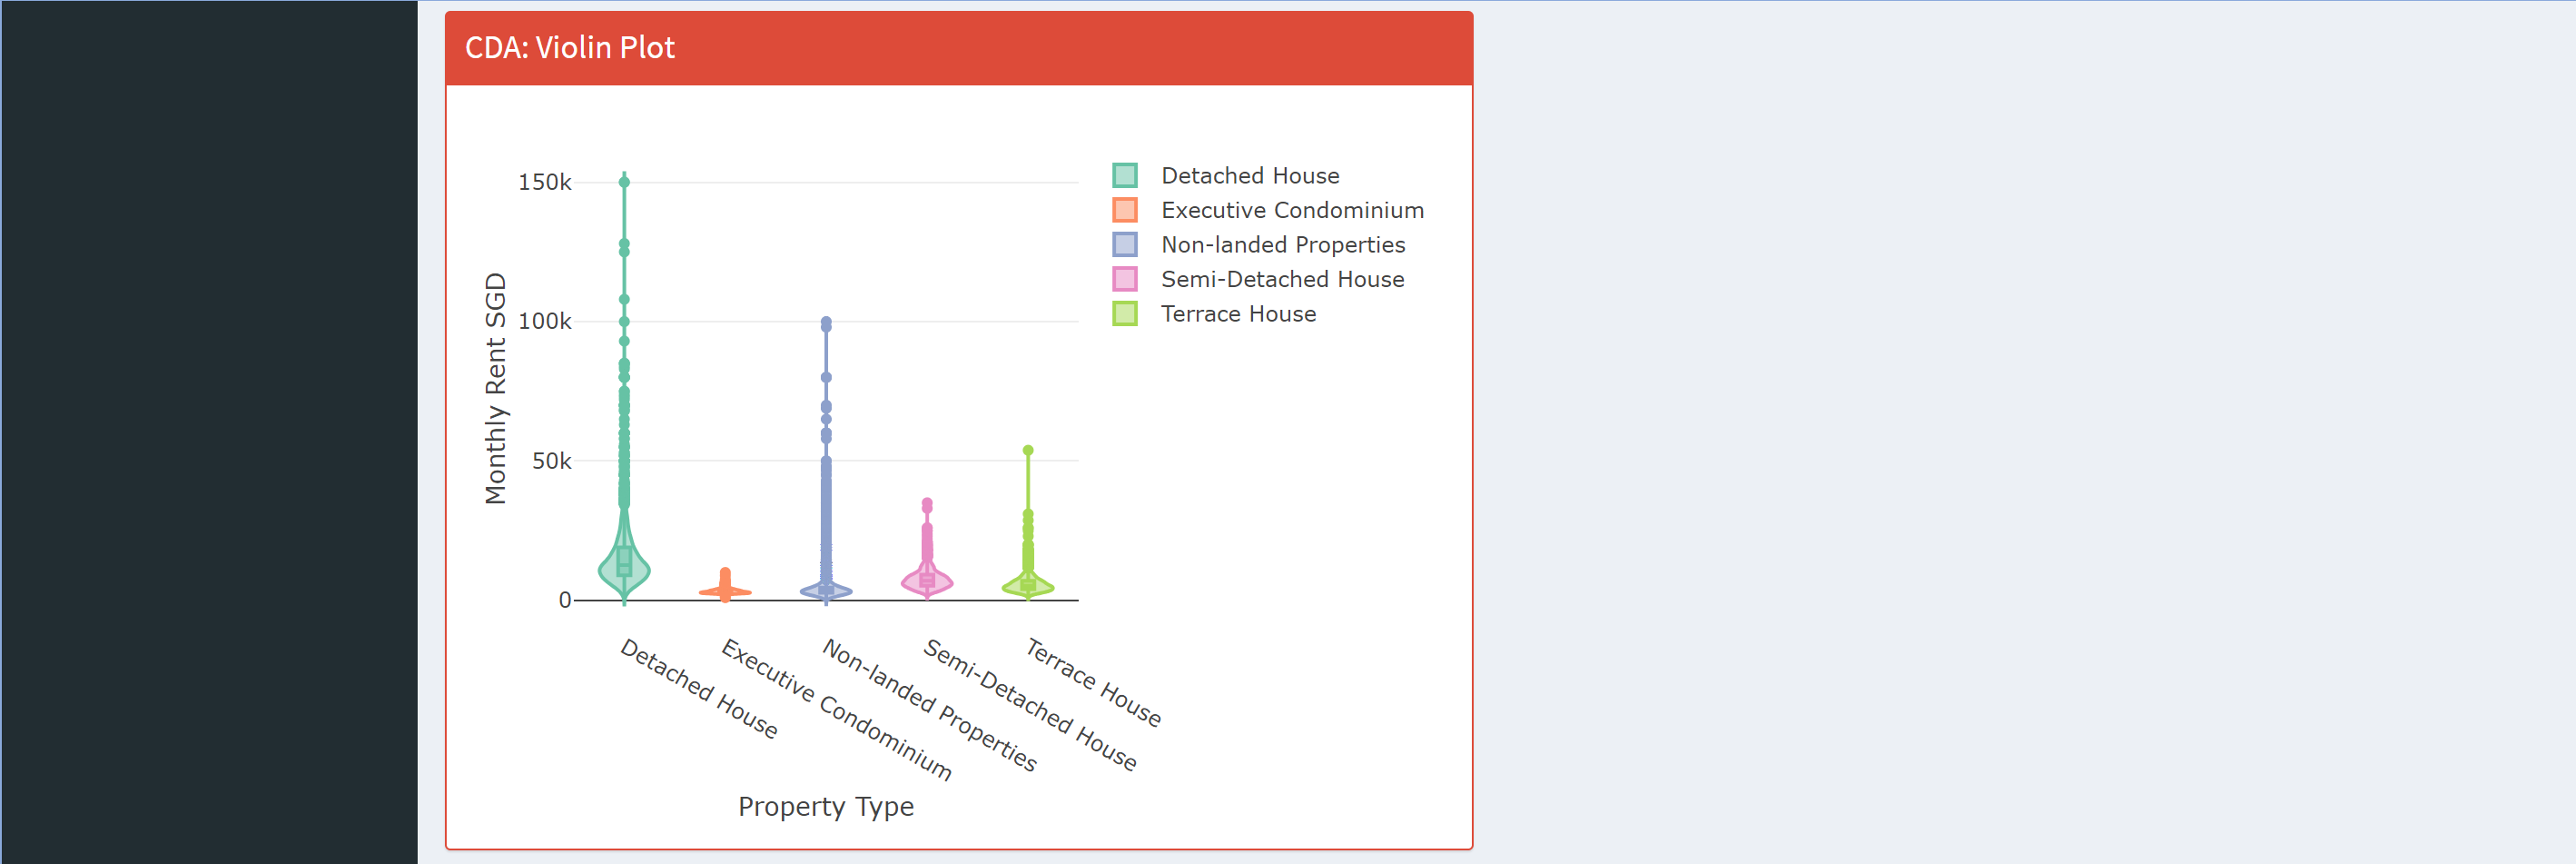 CDA: Violin Plot
150k
100k
50k
0
Monthly Rent SGD
Detached House
Executive Condominium
Non-landed Properties
Semi-Detached House
Terrace House
Detached House
Executive Condominium
Non-landed Properties
Semi-Detached House
Terrace House
Property Type